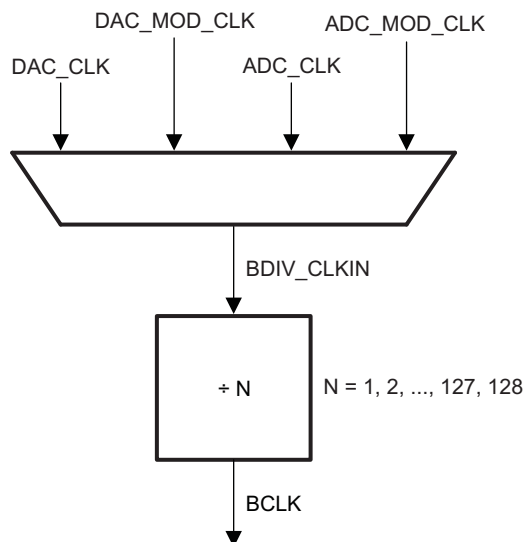 DAC_MOD_CLK
ADC_MOD_CLK
DAC_CLK
ADC_CLK
BDIV_CLKIN
÷ N
N = 1, 2, ..., 127, 128
BCLK